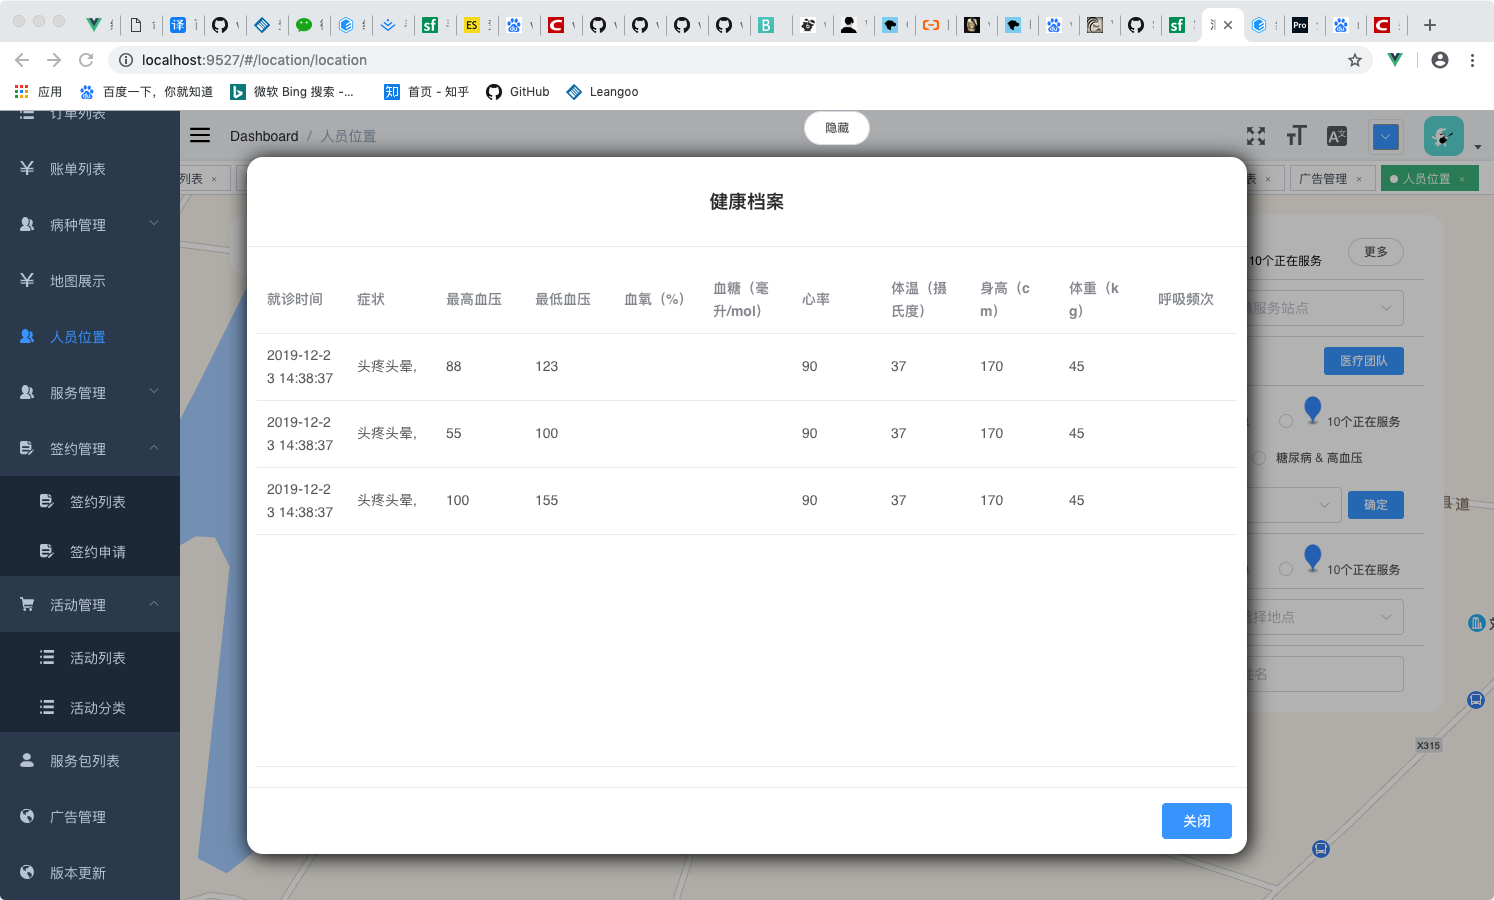 localhost:9527/#/location/location
应用
百度一下，你就知道
微软 Bing 搜索 -...
首页 - 知乎
GitHub
Leangoo
订单列表
账单列表
病种管理
地图展示
人员位置
服务管理
签约管理
签约列表
签约申请
活动管理
活动列表
活动分类
服务包列表
广告管理
版本更新
Dashboard / 人员位置
隐藏
列表 ×
表 ×
广告管理 ×
人员位置 ×
健康档案
就诊时间 症状 最高血压 最低血压 血氧（%） 血糖（毫升/mol） 心率 体温（摄氏度） 身高（cm） 体重（kg） 呼吸频次
2019-12-23 14:38:37 头疼头晕, 88 123 90 37 170 45
2019-12-23 14:38:37 头疼头晕, 55 100 90 37 170 45
2019-12-23 14:38:37 头疼头晕, 100 155 90 37 170 45
关闭
10个正在服务
更多
服务站点
医疗团队
10个正在服务
糖尿病 & 高血压
确定
10个正在服务
选择地点
姓名
县道
X315